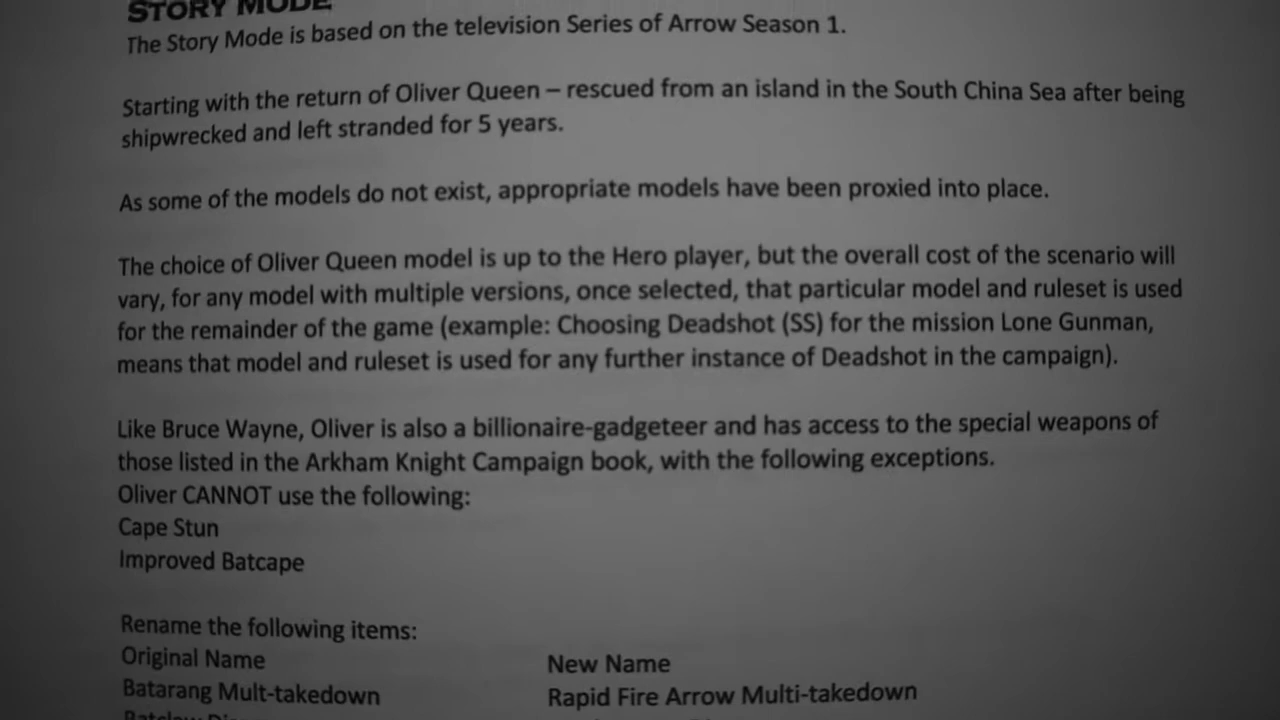 STORY MODE
The Story Mode is based on the television Series of Arrow Season 1.
Starting with the return of Oliver Queen – rescued from an island in the South China Sea after being
shipwrecked and left stranded for 5 years.
As some of the models do not exist, appropriate models have been proxied into place.
The choice of Oliver Queen model is up to the Hero player, but the overall cost of the scenario will
vary, for any model with multiple versions, once selected, that particular model and ruleset is used
for the remainder of the game (example: Choosing Deadshot (SS) for the mission Lone Gunman,
means that model and ruleset is used for any further instance of Deadshot in the campaign).
Like Bruce Wayne, Oliver is also a billionaire-gadgeteer and has access to the special weapons of
those listed in the Arkham Knight Campaign book, with the following exceptions.
Oliver CANNOT use the following:
Cape Stun
Improved Batcape
Rename the following items:
Original Name New Name
Batarang Mult-takedown Rapid Fire Arrow Multi-takedown